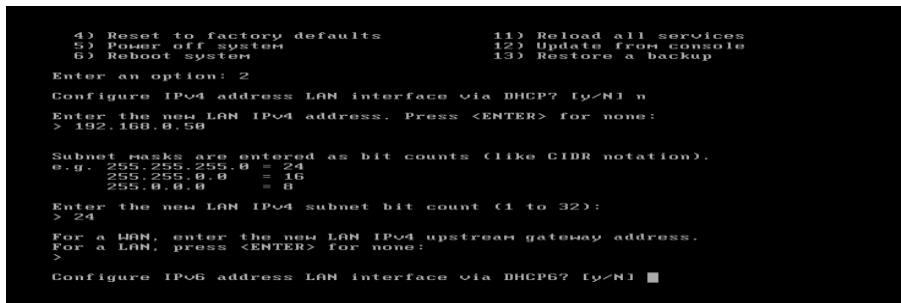 4) Reset to factory defaults 11) Reload all services
5) Power off system 12) Update from console
6) Reboot system 13) Restore a backup
Enter an option: 2
Configure IPv4 address LAN interface via DHCP? [y/N] n
Enter the new LAN IPv4 address. Press <ENTER> for none:
> 192.168.0.50
Subnet masks are entered as bit counts (like CIDR notation).
e.g. 255.255.255.0 = 24
255.255.0.0 = 16
255.0.0.0 = 8
Enter the new LAN IPv4 subnet bit count (1 to 32):
> 24
For a WAN, enter the new LAN IPv4 upstream gateway address.
For a LAN, press <ENTER> for none:
>
Configure IPv6 address LAN interface via DHCP6? [y/N]